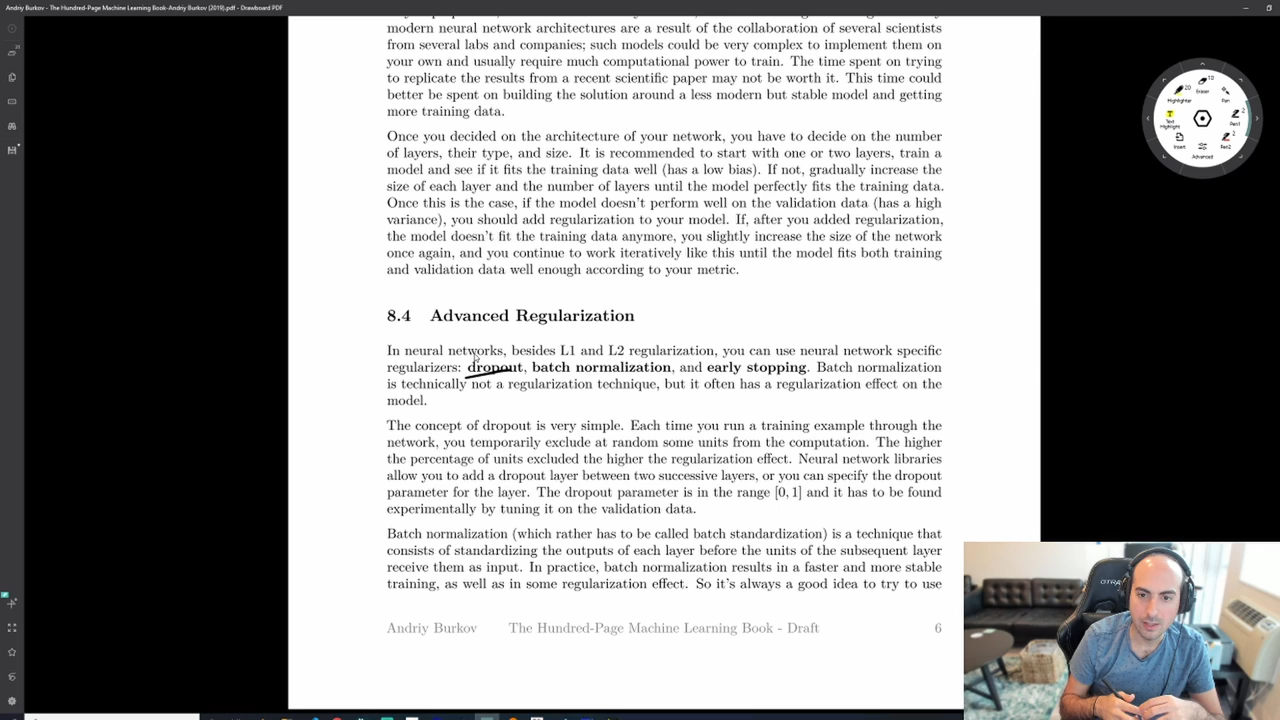 Andriy Burkov - The Hundred-Page Machine Learning Book-Andriy Burkov (2019).pdf - Drawboard PDF
modern neural network architectures are a result of the collaboration of several scientists
from several labs and companies; such models could be very complex to implement them on
your own and usually require much computational power to train. The time spent on trying
to replicate the results from a recent scientific paper may not be worth it. This time could
better be spent on building the solution around a less modern but stable model and getting
more training data.
Once you decided on the architecture of your network, you have to decide on the number
of layers, their type, and size. It is recommended to start with one or two layers, train a
model and see if it fits the training data well (has a low bias). If not, gradually increase the
size of each layer and the number of layers until the model perfectly fits the training data.
Once this is the case, if the model doesn't perform well on the validation data (has a high
variance), you should add regularization to your model. If, after you added regularization,
the model doesn't fit the training data anymore, you slightly increase the size of the network
once again, and you continue to work iteratively like this until the model fits both training
and validation data well enough according to your metric.
8.4 Advanced Regularization
In neural networks, besides L1 and L2 regularization, you can use neural network specific
regularizers: dropout, batch normalization, and early stopping. Batch normalization
is technically not a regularization technique, but it often has a regularization effect on the
model.
The concept of dropout is very simple. Each time you run a training example through the
network, you temporarily exclude at random some units from the computation. The higher
the percentage of units excluded the higher the regularization effect. Neural network libraries
allow you to add a dropout layer between two successive layers, or you can specify the dropout
parameter for the layer. The dropout parameter is in the range [0, 1] and it has to be found
experimentally by tuning it on the validation data.
Batch normalization (which rather has to be called batch standardization) is a technique that
consists of standardizing the outputs of each layer before the units of the subsequent layer
receive them as input. In practice, batch normalization results in a faster and more stable
training, as well as in some regularization effect. So it's always a good idea to try to use
Andriy Burkov The Hundred-Page Machine Learning Book - Draft 6
Highlighter 20
Eraser 10
Pen
Text Highlight
Pen1 2
Insert
Pen2 2
Advanced
GTRA